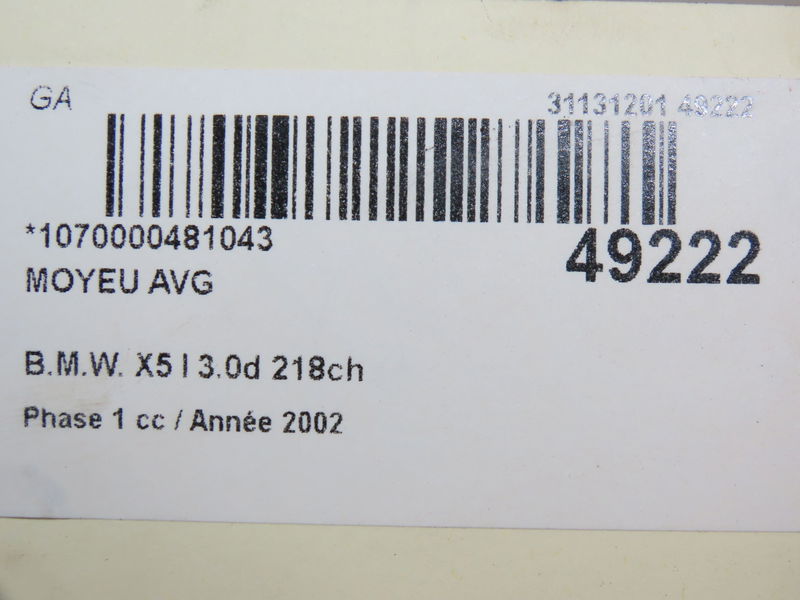 GA
31131201 49222
*1070000481043
49222
MOYEU AVG
B.M.W. X5 I 3.0d 218ch
Phase 1 cc / Année 2002